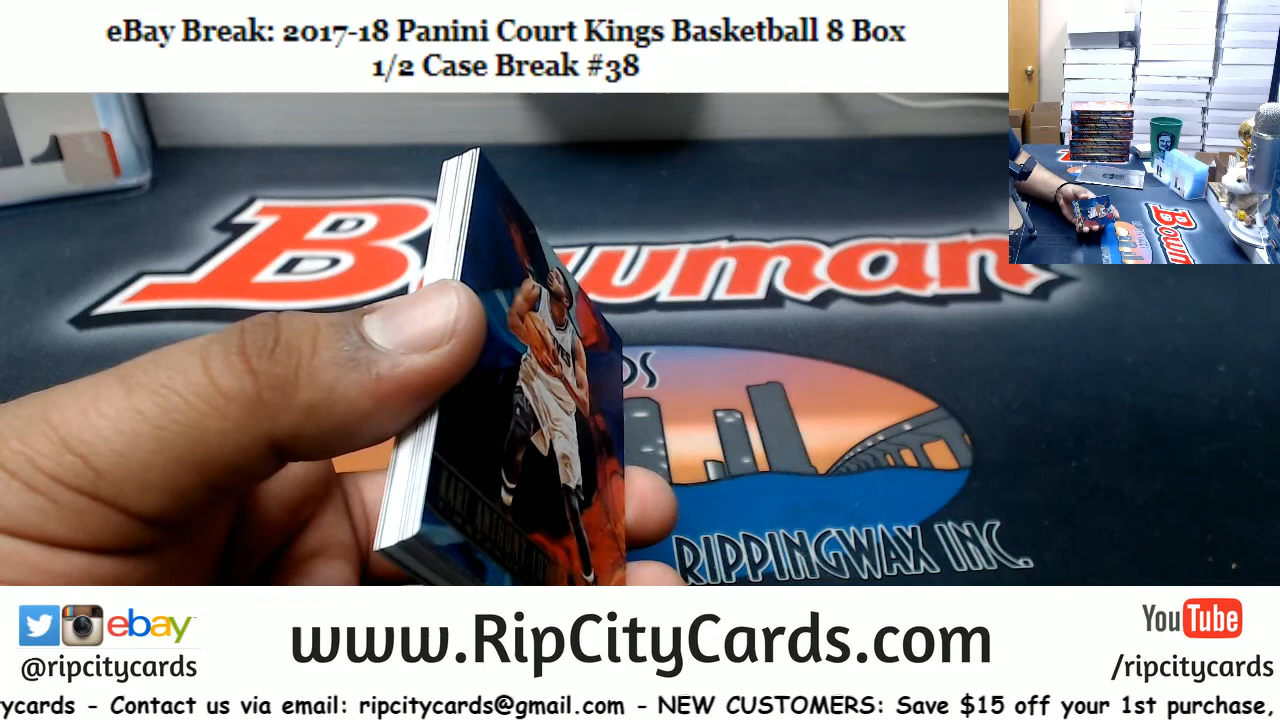 eBay Break: 2017-18 Panini Court Kings Basketball 8 Box
1/2 Case Break #38
Bowman
RIPPINGWAX INC.
KARL ANTHONY
ebay
@ripcitycards
www.RipCityCards.com
YouTube
/ripcitycards
ycards - Contact us via email: ripcitycards@gmail.com - NEW CUSTOMERS: Save $15 off your 1st purchase,